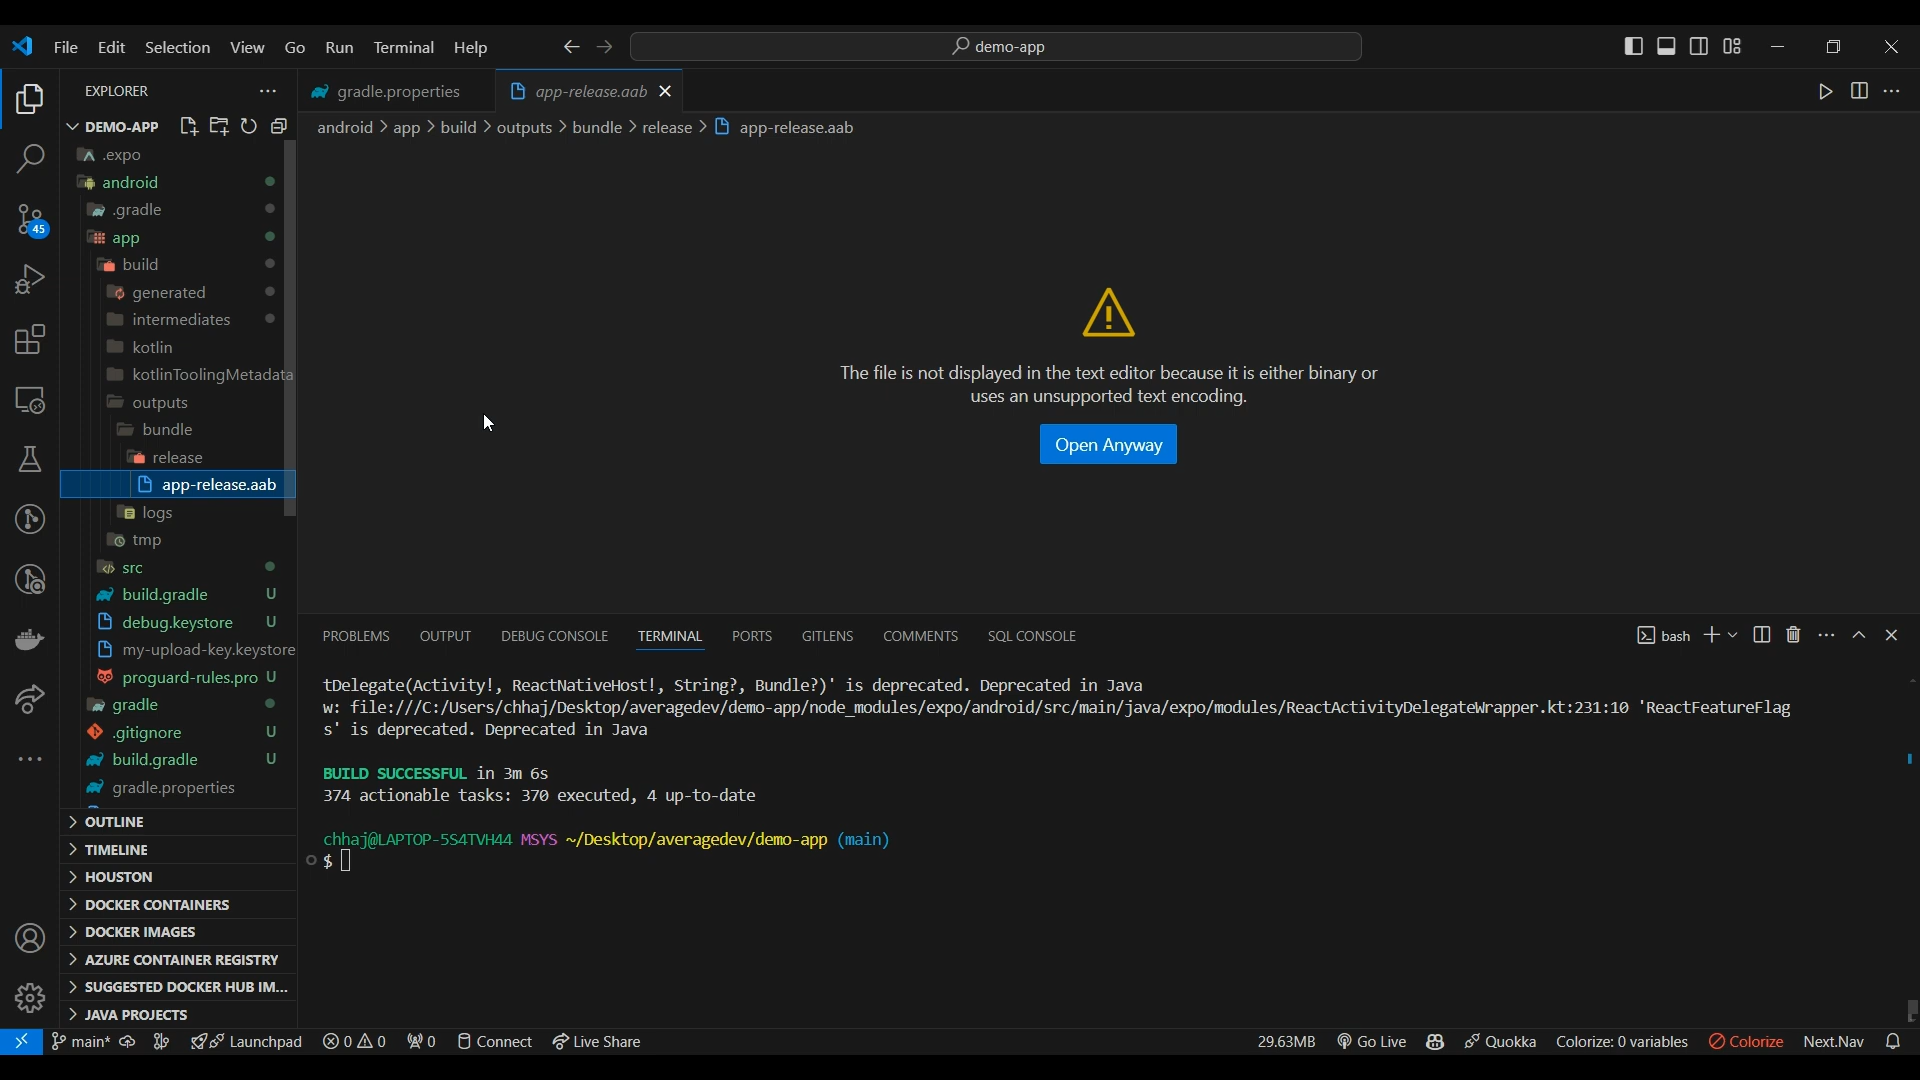 File Edit Selection View Go Run Terminal Help
demo-app
EXPLORER
gradle.properties
app-release.aab
DEMO-APP
android > app > build > outputs > bundle > release > app-release.aab
.expo
android
.gradle
app
build
generated
intermediates
kotlin
kotlinToolingMetadata
outputs
bundle
release
app-release.aab
logs
tmp
src
build.gradle U
debug.keystore U
my-upload-key.keystore
proguard-rules.pro U
gradle
.gitignore U
build.gradle U
gradle.properties
OUTLINE
TIMELINE
HOUSTON
DOCKER CONTAINERS
DOCKER IMAGES
AZURE CONTAINER REGISTRY
SUGGESTED DOCKER HUB IM...
JAVA PROJECTS
45
The file is not displayed in the text editor because it is either binary or
uses an unsupported text encoding.
Open Anyway
PROBLEMS OUTPUT DEBUG CONSOLE TERMINAL PORTS GITLENS COMMENTS SQL CONSOLE
bash
tDelegate(Activity!, ReactNativeHost!, String?, Bundle?)' is deprecated. Deprecated in Java
w: file:///C:/Users/chhaj/Desktop/averagedev/demo-app/node_modules/expo/android/src/main/java/expo/modules/ReactActivityDelegateWrapper.kt:231:10 'ReactFeatureFlag
s' is deprecated. Deprecated in Java
BUILD SUCCESSFUL in 3m 6s
374 actionable tasks: 370 executed, 4 up-to-date
chhaj@LAPTOP-5S4TVH44 MSYS ~/Desktop/averagedev/demo-app (main)
$
main* Launchpad 0 0 0 Connect Live Share 29.63MB Go Live Quokka Colorize: 0 variables Colorize Next.Nav